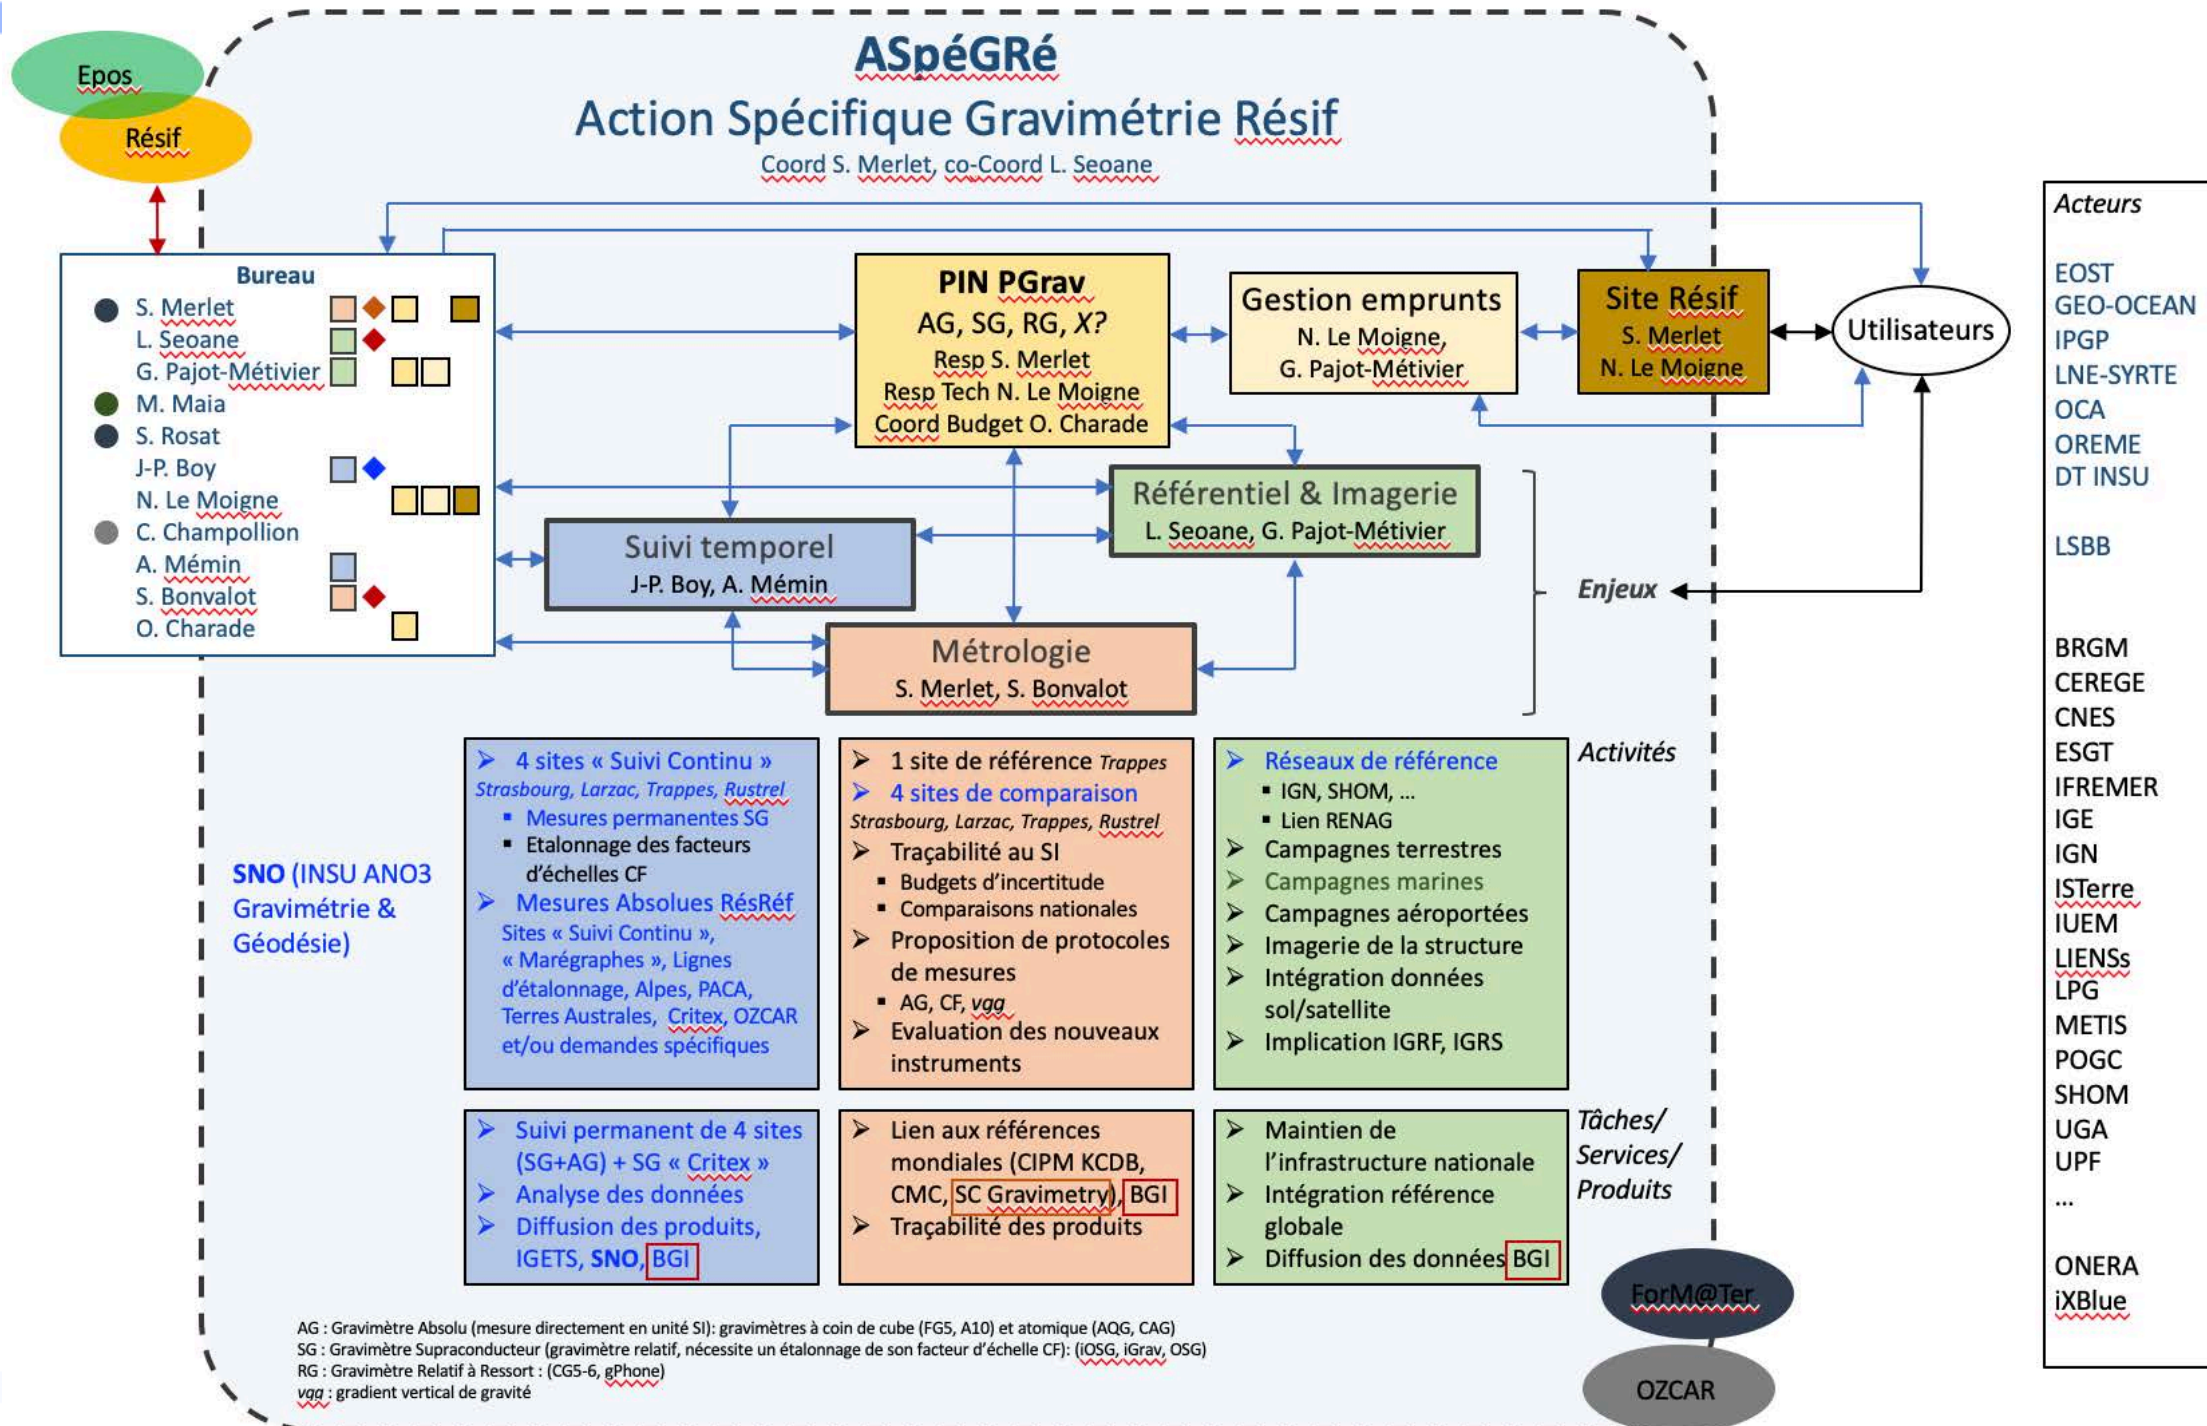 Epos
Résif
ASpéGRé
Action Spécifique Gravimétrie Résif
Coord S. Merlet, co-Coord L. Seoane
Bureau
S. Merlet
L. Seoane
G. Pajot-Métivier
M. Maia
S. Rosat
J-P. Boy
N. Le Moigne
C. Champollion
A. Mémin
S. Bonvalot
O. Charade
PIN PGrav
AG, SG, RG, X?
Resp S. Merlet
Resp Tech N. Le Moigne
Coord Budget O. Charade
Gestion emprunts
N. Le Moigne,
G. Pajot-Métivier
Site Résif
S. Merlet
N. Le Moigne
Utilisateurs
Référentiel & Imagerie
L. Seoane, G. Pajot-Métivier
Suivi temporel
J-P. Boy, A. Mémin
Métrologie
S. Merlet, S. Bonvalot
Enjeux
SNO (INSU ANO3
Gravimétrie &
Géodésie)
➢ 4 sites « Suivi Continu »
Strasbourg, Larzac, Trappes, Rustrel
▪ Mesures permanentes SG
▪ Etalonnage des facteurs
d'échelles CF
➢ Mesures Absolues RésRéf
Sites « Suivi Continu »,
« Marégraphes », Lignes
d'étalonnage, Alpes, PACA,
Terres Australes, Critex, OZCAR
et/ou demandes spécifiques
➢ 1 site de référence Trappes
➢ 4 sites de comparaison
Strasbourg, Larzac, Trappes, Rustrel
➢ Traçabilité au SI
▪ Budgets d'incertitude
▪ Comparaisons nationales
➢ Proposition de protocoles
de mesures
▪ AG, CF, vgg
➢ Evaluation des nouveaux
instruments
➢ Réseaux de référence
▪ IGN, SHOM, ...
▪ Lien RENAG
➢ Campagnes terrestres
➢ Campagnes marines
➢ Campagnes aéroportées
➢ Imagerie de la structure
➢ Intégration données
sol/satellite
➢ Implication IGRF, IGRS
Activités
➢ Suivi permanent de 4 sites
(SG+AG) + SG « Critex »
➢ Analyse des données
➢ Diffusion des produits,
IGETS, SNO, BGI
➢ Lien aux références
mondiales (CIPM KCDB,
CMC, SC Gravimetry), BGI
➢ Traçabilité des produits
➢ Maintien de
l'infrastructure nationale
➢ Intégration référence
globale
➢ Diffusion des données BGI
Tâches/
Services/
Produits
AG : Gravimètre Absolu (mesure directement en unité SI): gravimètres à coin de cube (FG5, A10) et atomique (AQG, CAG)
SG : Gravimètre Supraconducteur (gravimètre relatif, nécessite un étalonnage de son facteur d'échelle CF): (iOSG, iGrav, OSG)
RG : Gravimètre Relatif à Ressort : (CG5-6, gPhone)
vgg : gradient vertical de gravité
ForM@Ter
OZCAR
Acteurs
EOST
GEO-OCEAN
IPGP
LNE-SYRTE
OCA
OREME
DT INSU
LSBB
BRGM
CEREGE
CNES
ESGT
IFREMER
IGE
IGN
ISTerre
IUEM
LIENSs
LPG
METIS
POGC
SHOM
UGA
UPF
...
ONERA
iXBlue